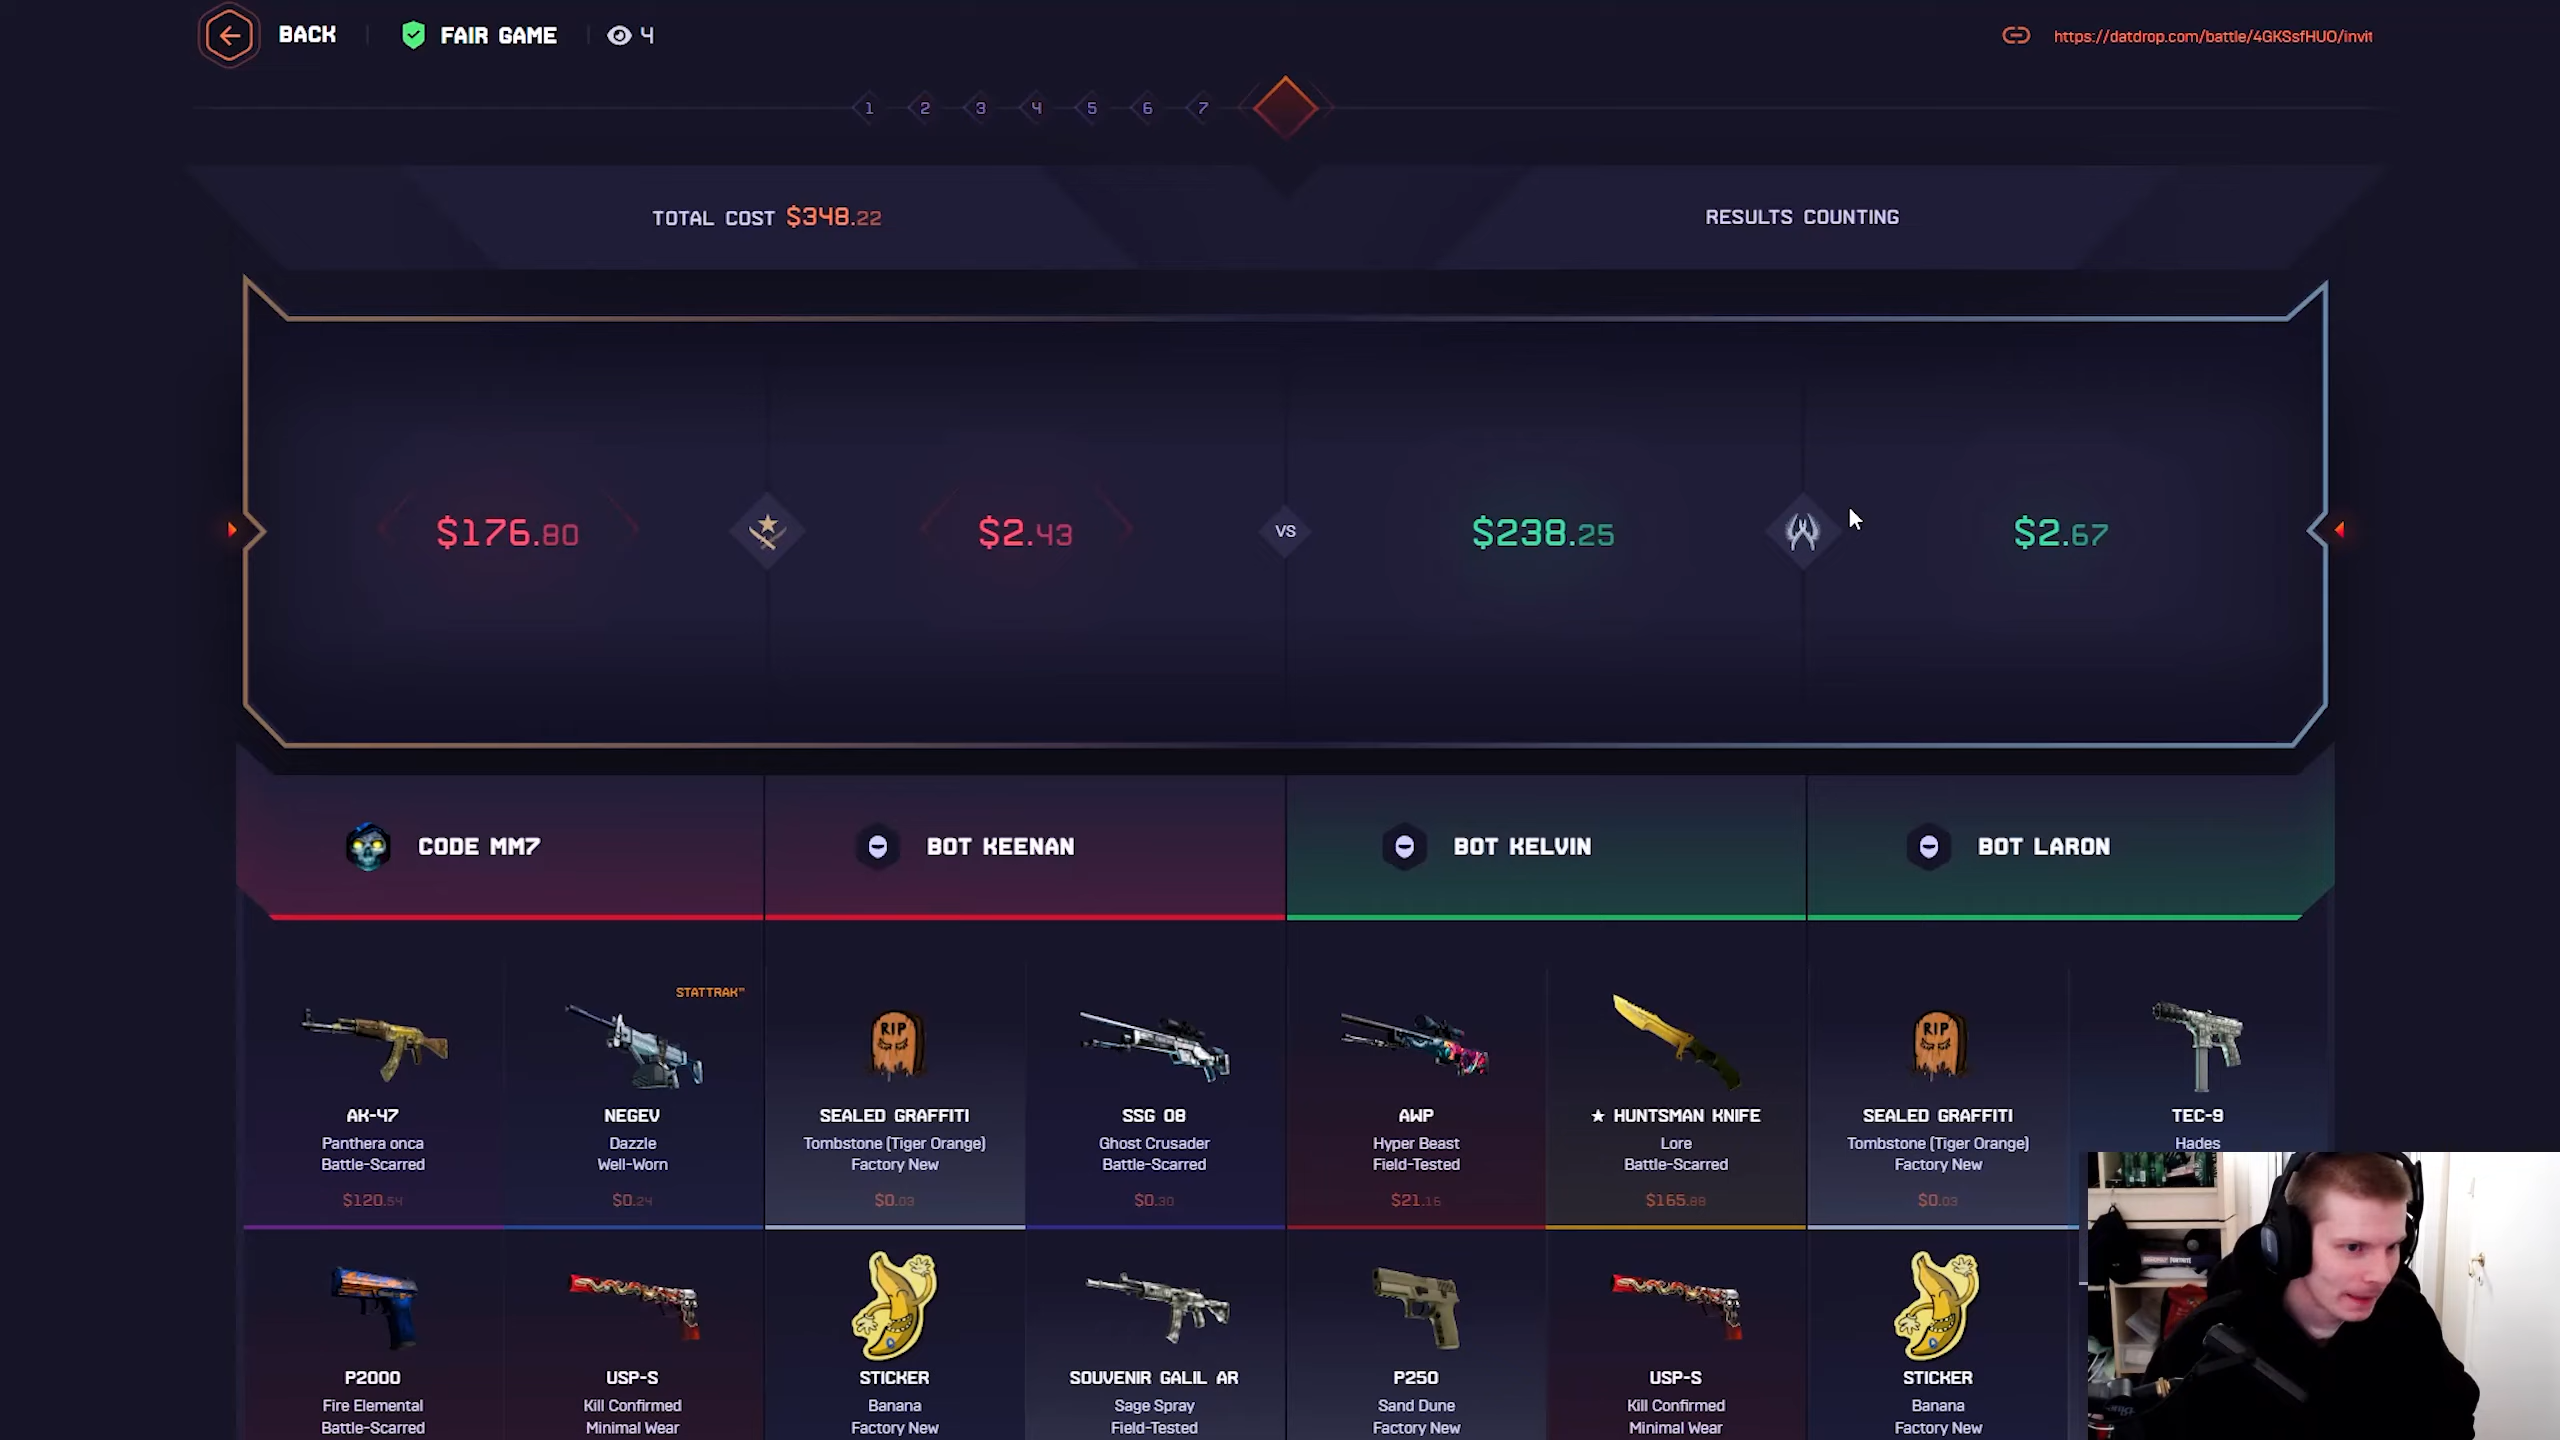 BACK
FAIR GAME
4
https://datdrop.com/battle/4GKSsfHUO/invit
1 2 3 4 5 6 7
TOTAL COST $348.22
RESULTS COUNTING
$176.80
$2.43
VS
$238.25
$2.67
CODE MM7
BOT KEENAN
BOT KELVIN
BOT LARON
STATTRAK™
AK-47
Panthera onca
Battle-Scarred
$120.54
NEGEV
Dazzle
Well-Worn
$0.24
SEALED GRAFFITI
Tombstone (Tiger Orange)
Factory New
$0.03
SSG 08
Ghost Crusader
Battle-Scarred
$0.30
AWP
Hyper Beast
Field-Tested
$21.16
★ HUNTSMAN KNIFE
Lore
Battle-Scarred
$165.88
RIP
SEALED GRAFFITI
Tombstone (Tiger Orange)
Factory New
$0.03
RIP
TEC-9
Hades
P2000
Fire Elemental
Battle-Scarred
USP-S
Kill Confirmed
Minimal Wear
STICKER
Banana
Factory New
SOUVENIR GALIL AR
Sage Spray
Field-Tested
P250
Sand Dune
Factory New
USP-S
Kill Confirmed
Minimal Wear
STICKER
Banana
Factory New